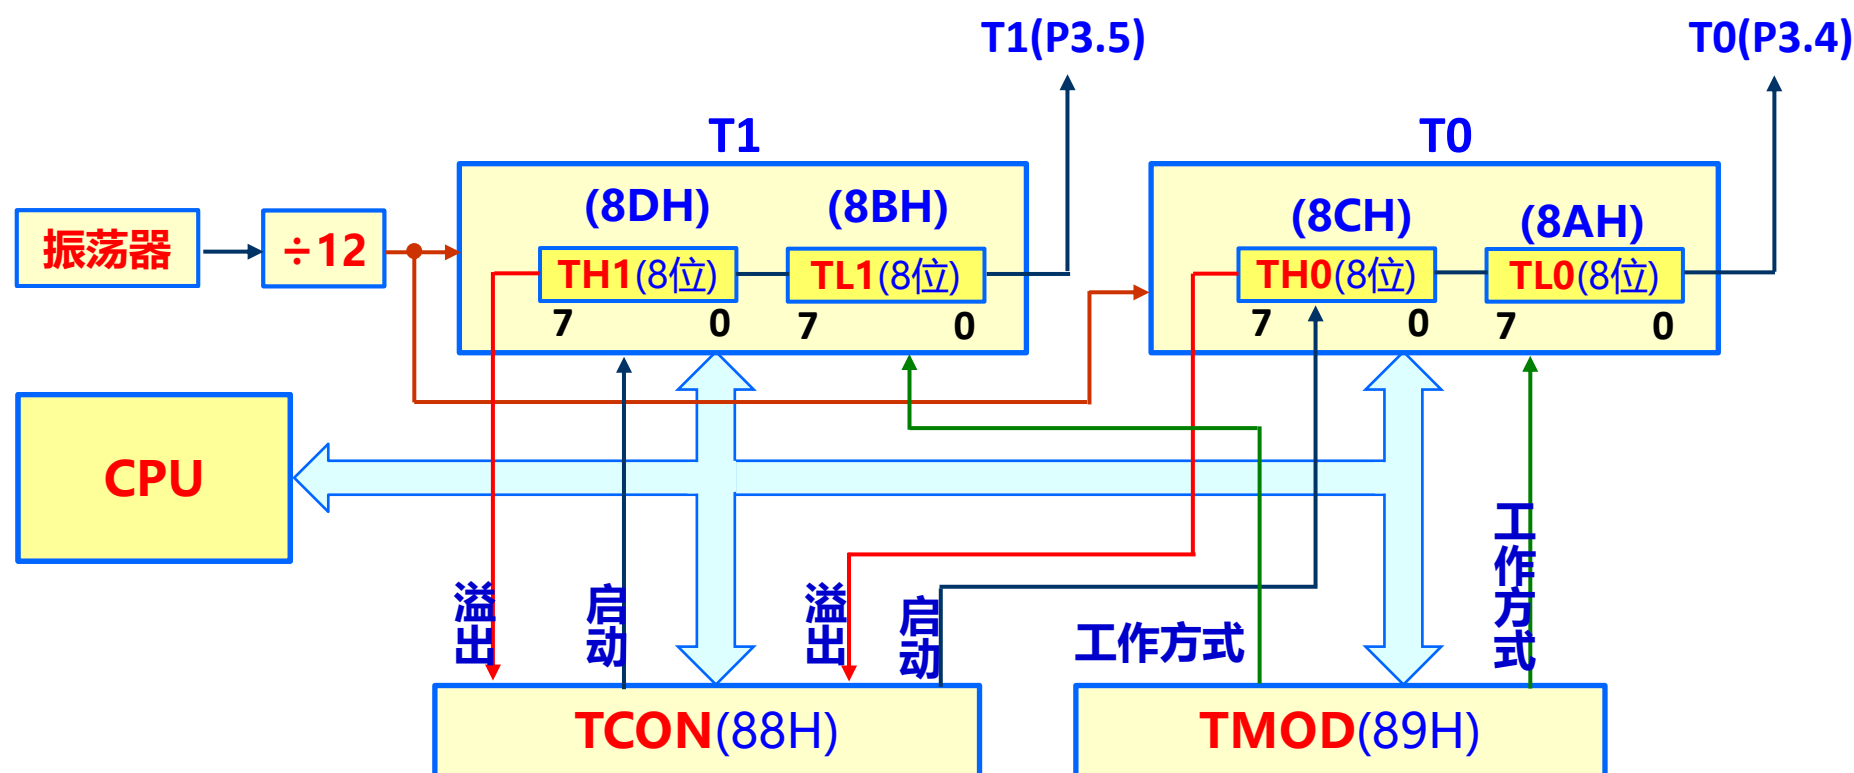 T1(P3.5)
T0(P3.4)
T1
T0
(8DH)
(8BH)
(8CH)
(8AH)
振荡器
÷12
TH1(8位)
TL1(8位)
TH0(8位)
TL0(8位)
7
0
7
0
7
0
7
0
CPU
溢出
启动
溢出
启动
工作方式
工作方式
TCON(88H)
TMOD(89H)